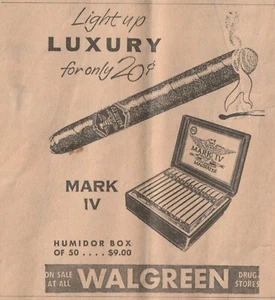 Light up
LUXURY
for only 20¢
MARK IV
MARK
IV
HUMIDOR BOX
OF 50 .... $9.00
ON SALE
AT ALL
WALGREEN
DRUG
STORES